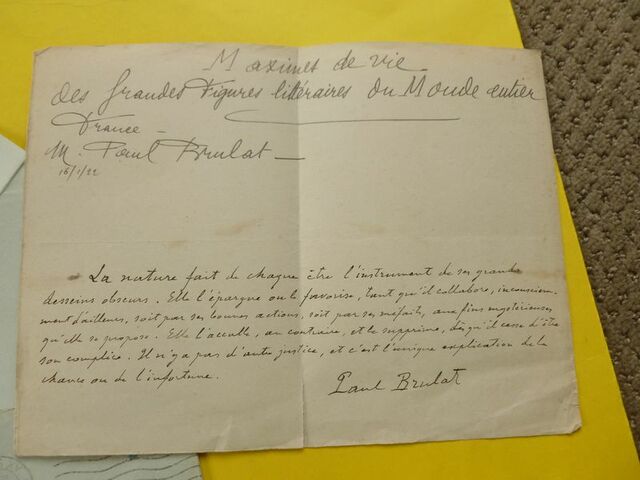 Maximes de vie
des Grandes Figures littéraires du Monde entier
France –
M. Paul Brulat –
16/1/22
La nature fait de chaque être l'instrument de ses grands
desseins obscurs. Elle l'épargne ou le favorise, tant qu'il collabore, inconsciem-
ment d'ailleurs, soit par ses bonnes actions, soit par ses méfaits, aux fins mystérieuses
qu'elle se propose. Elle l'accable, au contraire, et le supprime, dès qu'il cesse d'être
son complice. Il n'y a pas d'autre justice, et c'est l'unique explication de la
chance ou de l'infortune.
Paul Brulat